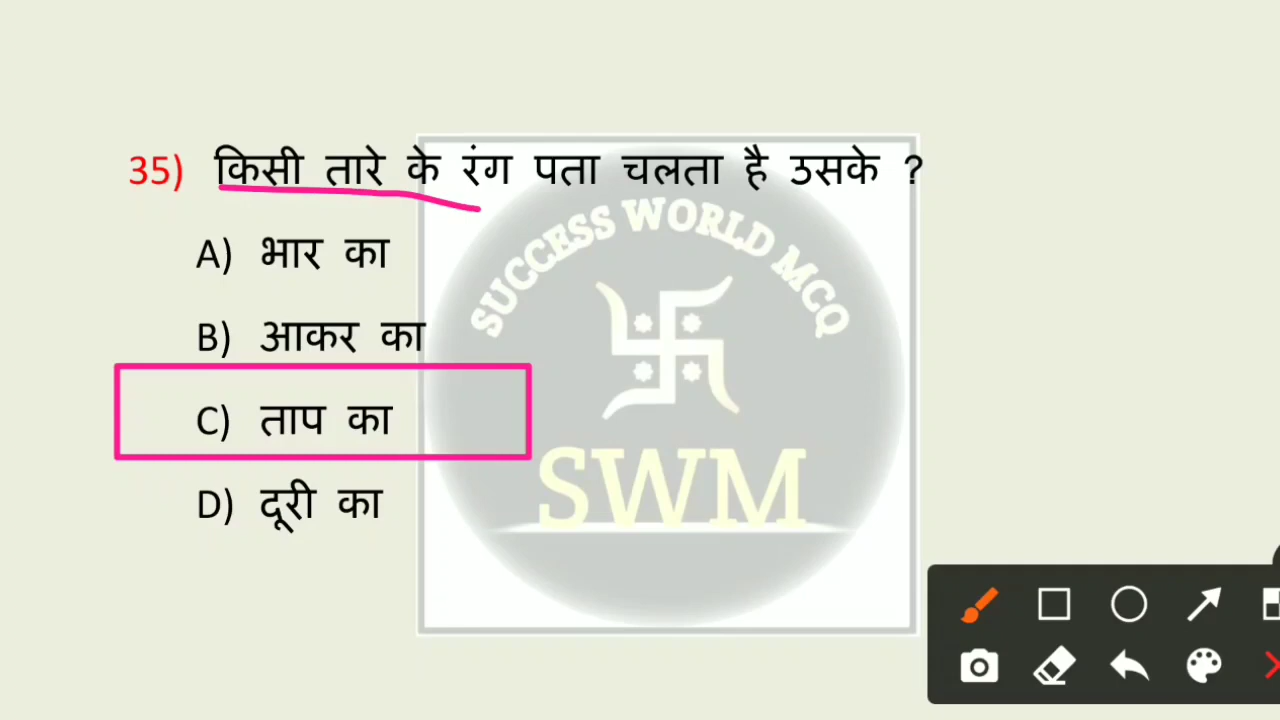 35) किसी तारे के रंग पता चलता है उसके ?
A) भार का
B) आकर का
C) ताप का
D) दूरी का
SUCCESS WORLD MCQ
SWM